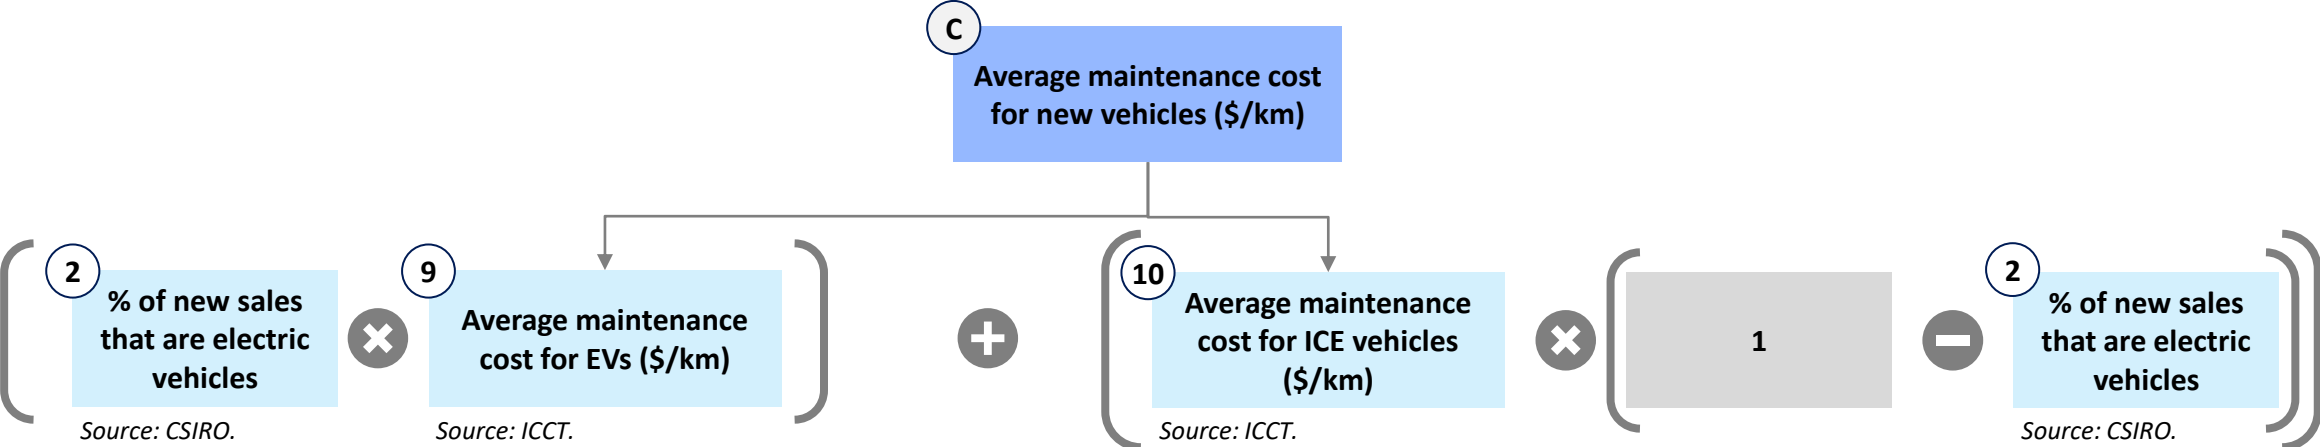 C
Average maintenance cost
for new vehicles ($/km)
2
% of new sales
that are electric
vehicles
Source: CSIRO.
9
Average maintenance
cost for EVs ($/km)
Source: ICCT.
10
Average maintenance
cost for ICE vehicles
($/km)
Source: ICCT.
1
2
% of new sales
that are electric
vehicles
Source: CSIRO.